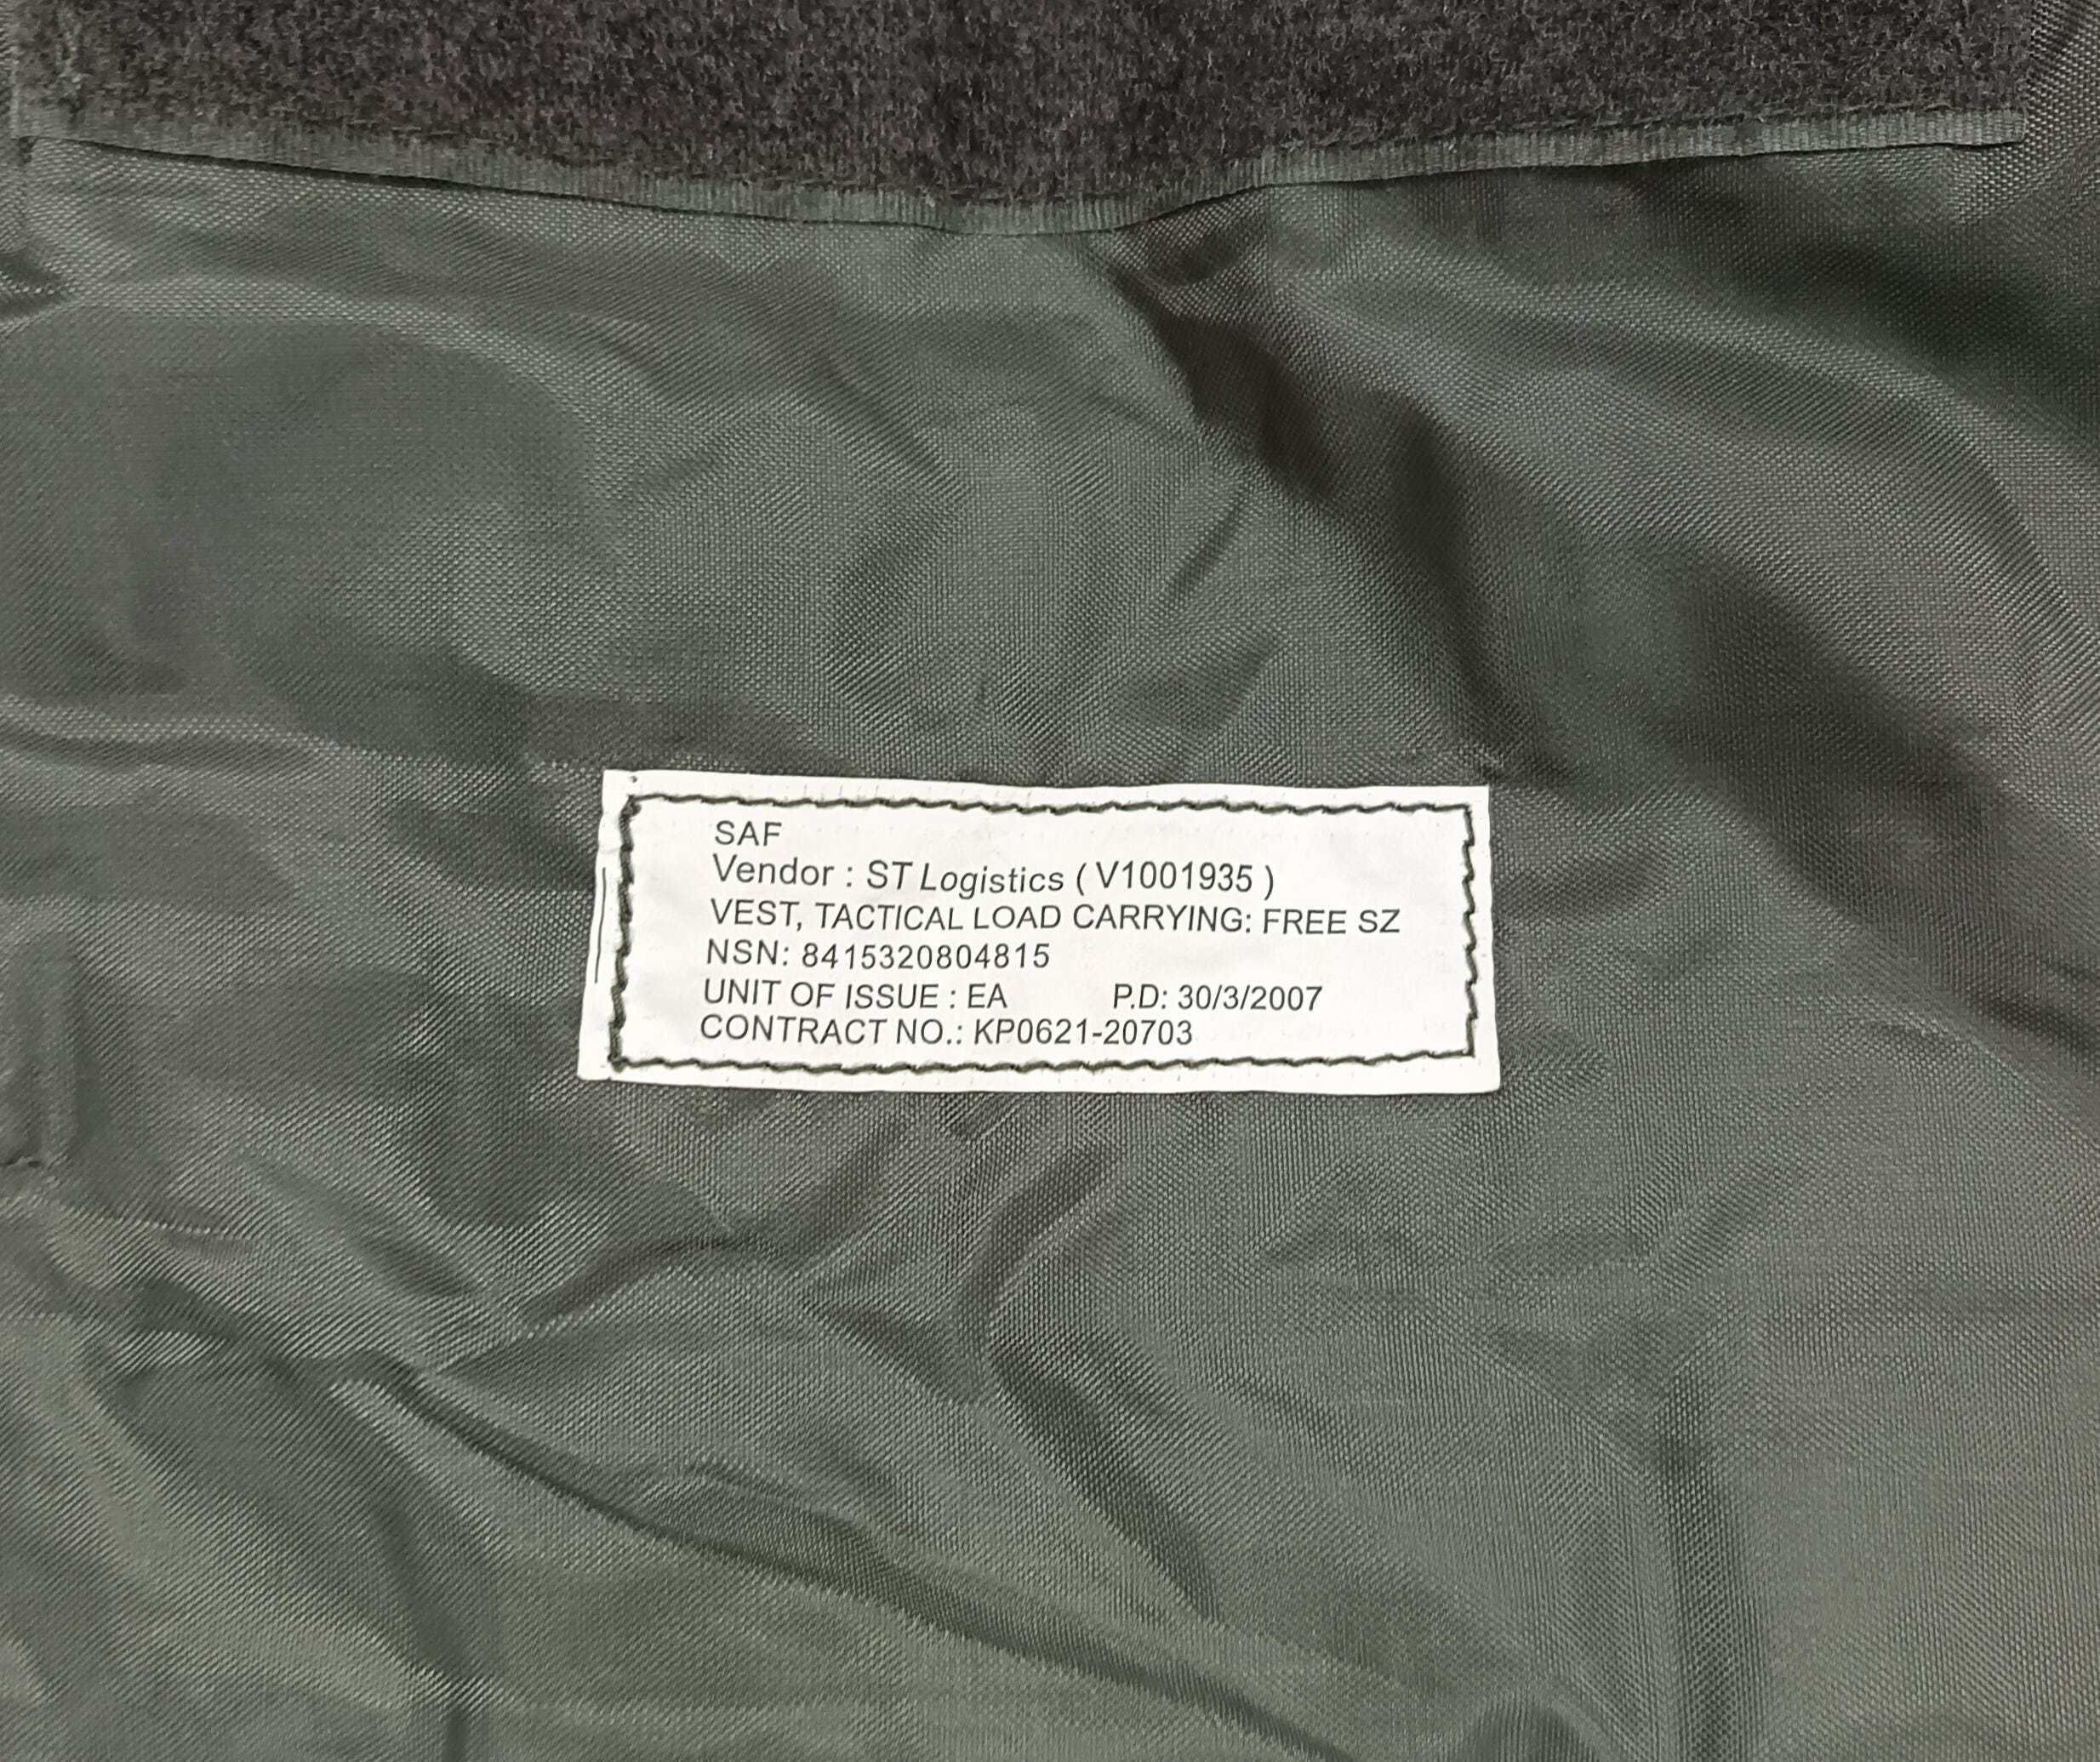 SAF
Vendor : ST Logistics ( V1001935 )
VEST, TACTICAL LOAD CARRYING: FREE SZ
NSN: 8415320804815
UNIT OF ISSUE : EA P.D: 30/3/2007
CONTRACT NO.: KP0621-20703